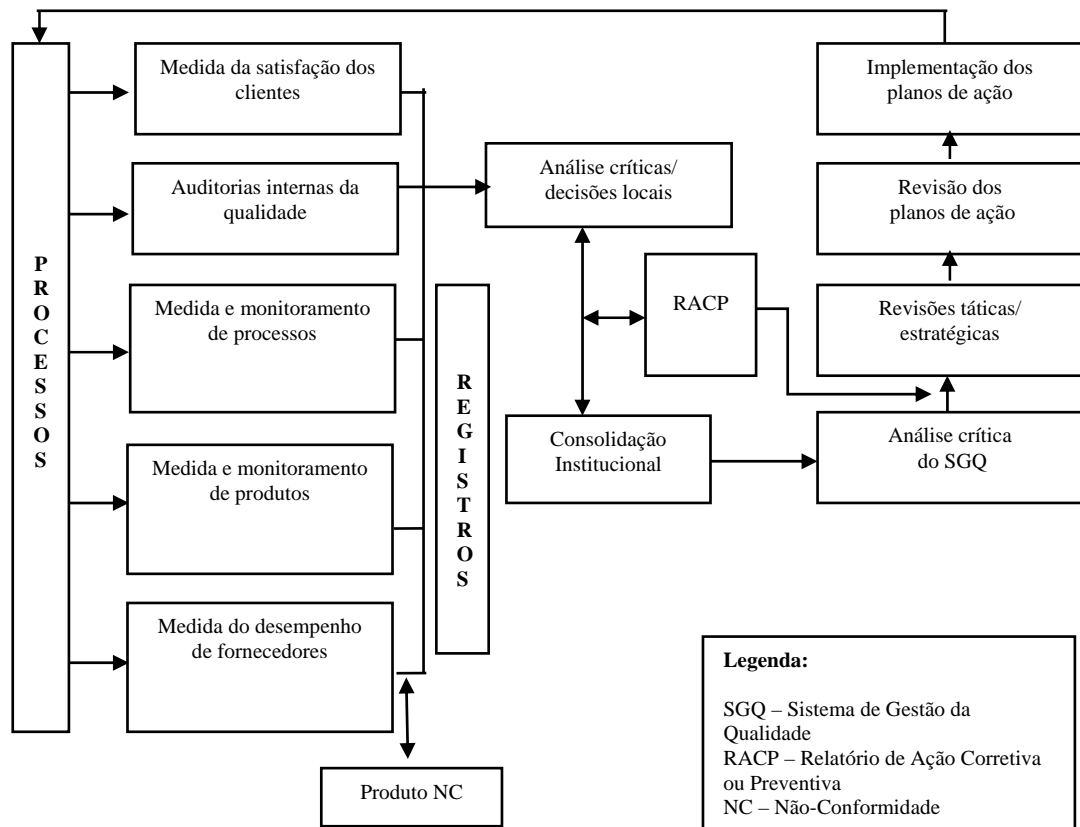 PROCESSOS
Medida da satisfação dos
clientes
Auditorias internas da
qualidade
Medida e monitoramento
de processos
Medida e monitoramento
de produtos
Medida do desempenho
de fornecedores
Produto NC
REGISTROS
Análise críticas/
decisões locais
RACP
Consolidação
Institucional
Implementação dos
planos de ação
Revisão dos
planos de ação
Revisões táticas/
estratégicas
Análise crítica
do SGQ
Legenda:
SGQ – Sistema de Gestão da
Qualidade
RACP – Relatório de Ação Corretiva
ou Preventiva
NC – Não-Conformidade